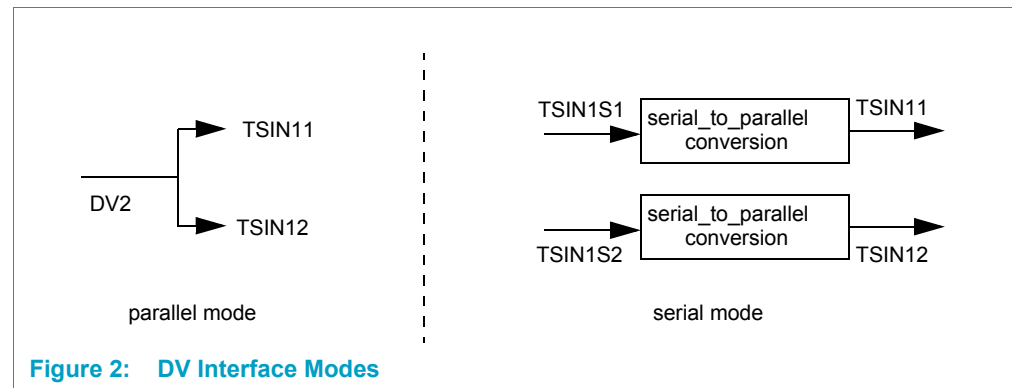 TSIN11
DV2
TSIN12
parallel mode
TSIN1S1
serial_to_parallel
conversion
TSIN11
TSIN1S2
serial_to_parallel
conversion
TSIN12
serial mode
Figure 2: DV Interface Modes